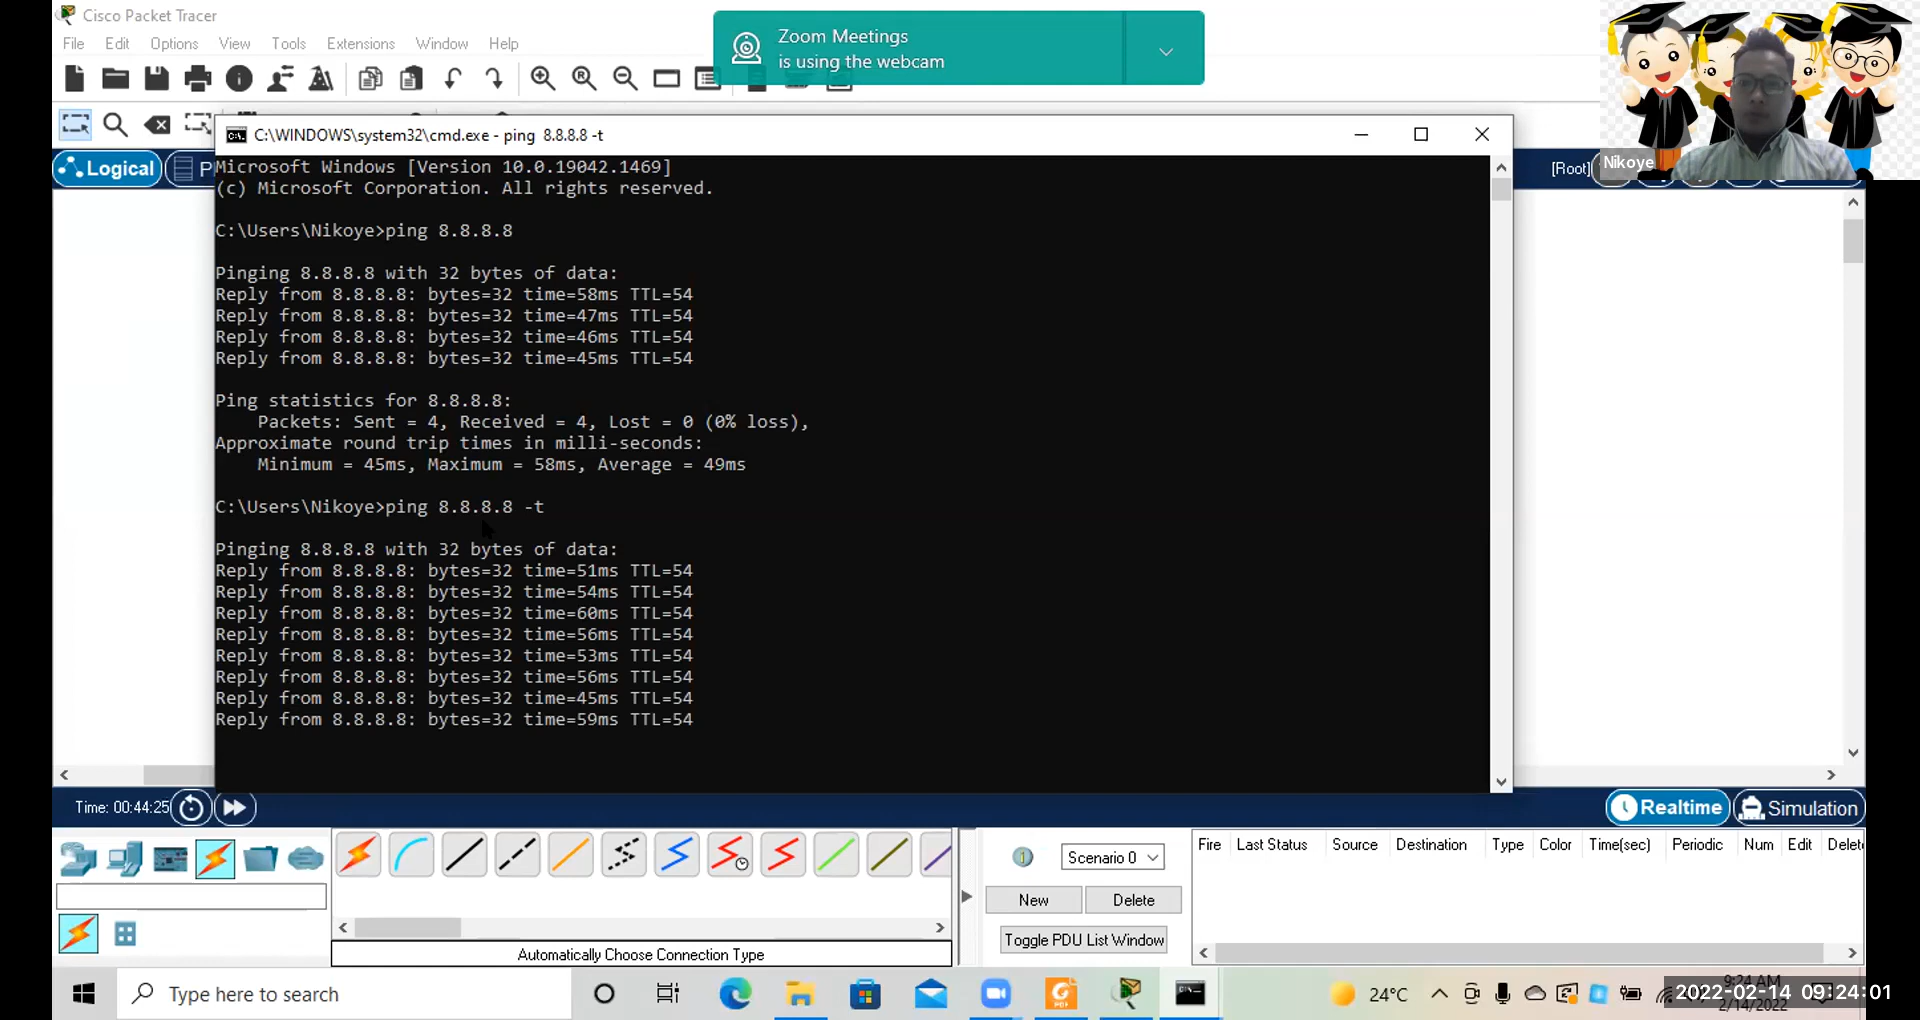 Cisco Packet Tracer
File Edit Options View Tools Extensions Window Help
Zoom Meetings
is using the webcam
Nikoye
C:\WINDOWS\system32\cmd.exe - ping 8.8.8.8 -t
Logical
P
[Root]
Microsoft Windows [Version 10.0.19042.1469]
(c) Microsoft Corporation. All rights reserved.
C:\Users\Nikoye>ping 8.8.8.8
Pinging 8.8.8.8 with 32 bytes of data:
Reply from 8.8.8.8: bytes=32 time=58ms TTL=54
Reply from 8.8.8.8: bytes=32 time=47ms TTL=54
Reply from 8.8.8.8: bytes=32 time=46ms TTL=54
Reply from 8.8.8.8: bytes=32 time=45ms TTL=54
Ping statistics for 8.8.8.8:
Packets: Sent = 4, Received = 4, Lost = 0 (0% loss),
Approximate round trip times in milli-seconds:
Minimum = 45ms, Maximum = 58ms, Average = 49ms
C:\Users\Nikoye>ping 8.8.8.8 -t
Pinging 8.8.8.8 with 32 bytes of data:
Reply from 8.8.8.8: bytes=32 time=51ms TTL=54
Reply from 8.8.8.8: bytes=32 time=54ms TTL=54
Reply from 8.8.8.8: bytes=32 time=60ms TTL=54
Reply from 8.8.8.8: bytes=32 time=56ms TTL=54
Reply from 8.8.8.8: bytes=32 time=53ms TTL=54
Reply from 8.8.8.8: bytes=32 time=56ms TTL=54
Reply from 8.8.8.8: bytes=32 time=45ms TTL=54
Reply from 8.8.8.8: bytes=32 time=59ms TTL=54
Time: 00:44:25
Realtime Simulation
Scenario 0
New Delete
Toggle PDU List Window
Fire Last Status Source Destination Type Color Time(sec) Periodic Num Edit Delet
Automatically Choose Connection Type
Type here to search
24°C
9:24 AM
2/14/2022
2022-02-14 09:24:01